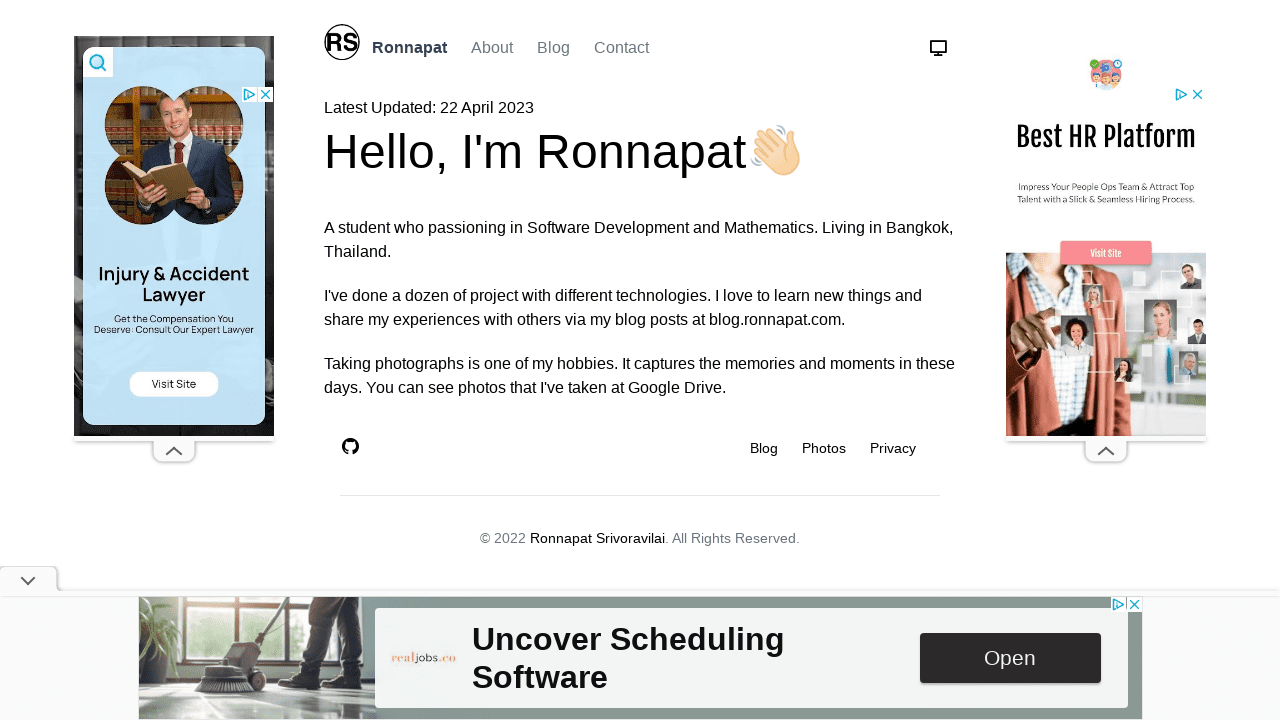 RS
Ronnapat
About
Blog
Contact
Latest Updated: 22 April 2023
Hello, I'm Ronnapat
A student who passioning in Software Development and Mathematics. Living in Bangkok,
Thailand.
I've done a dozen of project with different technologies. I love to learn new things and
share my experiences with others via my blog posts at blog.ronnapat.com.
Taking photographs is one of my hobbies. It captures the memories and moments in these
days. You can see photos that I've taken at Google Drive.
Blog
Photos
Privacy
© 2022 Ronnapat Srivoravilai. All Rights Reserved.
Injury & Accident
Lawyer
Get the Compensation You
Deserve: Consult Our Expert Lawyer
Visit Site
Best HR Platform
Impress Your People Ops Team & Attract Top
Talent with a Slick & Seamless Hiring Process.
Visit Site
realjobs.co
Uncover Scheduling
Software
Open